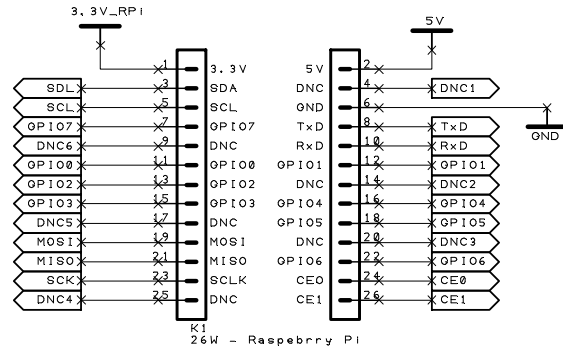 3.3V_RPi 5V
1 3.3V 5V 2
SDL 3 SDA DNC 4 DNC1
SCL 5 SCL GND 6
GPIO7 7 GPIO7 TxD 8 TxD
GND
DNC6 9 DNC RxD 10 RxD
GPIO0 11 GPIO0 GPIO1 12 GPIO1
GPIO2 13 GPIO2 DNC 14 DNC2
GPIO3 15 GPIO3 GPIO4 16 GPIO4
DNC5 17 DNC GPIO5 18 GPIO5
MOSI 19 MOSI DNC 20 DNC3
MISO 21 MISO GPIO6 22 GPIO6
SCK 23 SCLK CE0 24 CE0
DNC4 25 DNC CE1 26 CE1
K1
26W - Raspebrry Pi